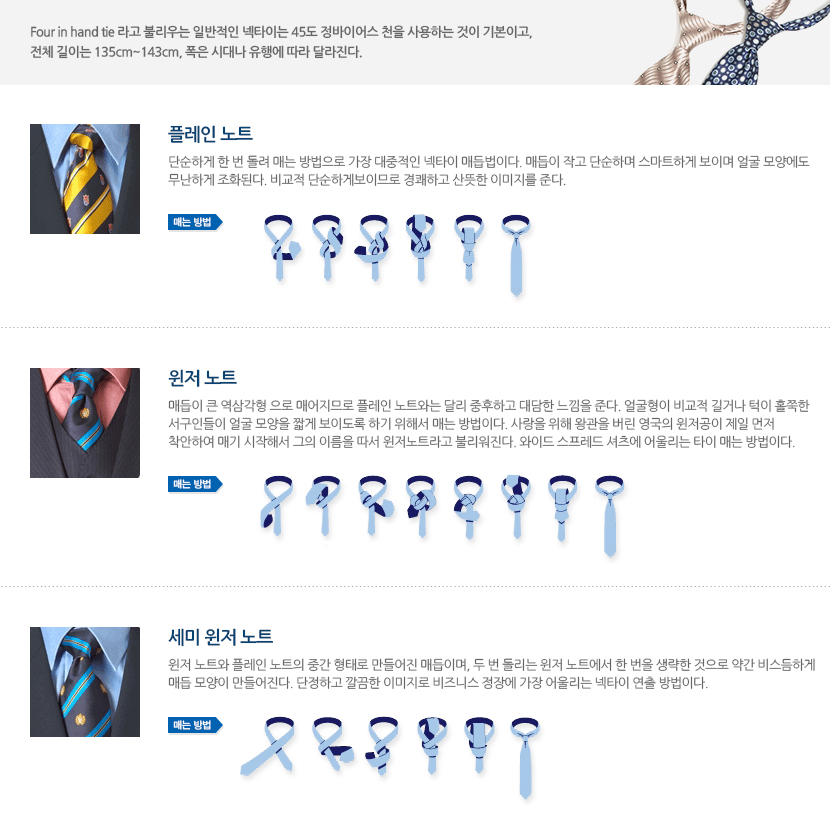 Four in hand tie 라고 불리우는 일반적인 넥타이는 45도 정바이어스 천을 사용하는 것이 기본이고,
전체 길이는 135cm~143cm, 폭은 시대나 유행에 따라 달라진다.
플레인 노트
단순하게 한 번 돌려 매는 방법으로 가장 대중적인 넥타이 매듭법이다. 매듭이 작고 단순하며 스마트하게 보이며 얼굴 모양에도
무난하게 조화된다. 비교적 단순하게보이므로 경쾌하고 산뜻한 이미지를 준다.
매는 방법
윈저 노트
매듭이 큰 역삼각형 으로 매어지므로 플레인 노트와는 달리 중후하고 대담한 느낌을 준다. 얼굴형이 비교적 길거나 턱이 홀쭉한
서구인들이 얼굴 모양을 짧게 보이도록 하기 위해서 매는 방법이다. 사랑을 위해 왕관을 버린 영국의 윈저공이 제일 먼저
착안하여 매기 시작해서 그의 이름을 따서 윈저노트라고 불리워진다. 와이드 스프레드 셔츠에 어울리는 타이 매는 방법이다.
매는 방법
세미 윈저 노트
윈저 노트와 플레인 노트의 중간 형태로 만들어진 매듭이며, 두 번 돌리는 윈저 노트에서 한 번을 생략한 것으로 약간 비스듬하게
매듭 모양이 만들어진다. 단정하고 깔끔한 이미지로 비즈니스 정장에 가장 어울리는 넥타이 연출 방법이다.
매는 방법